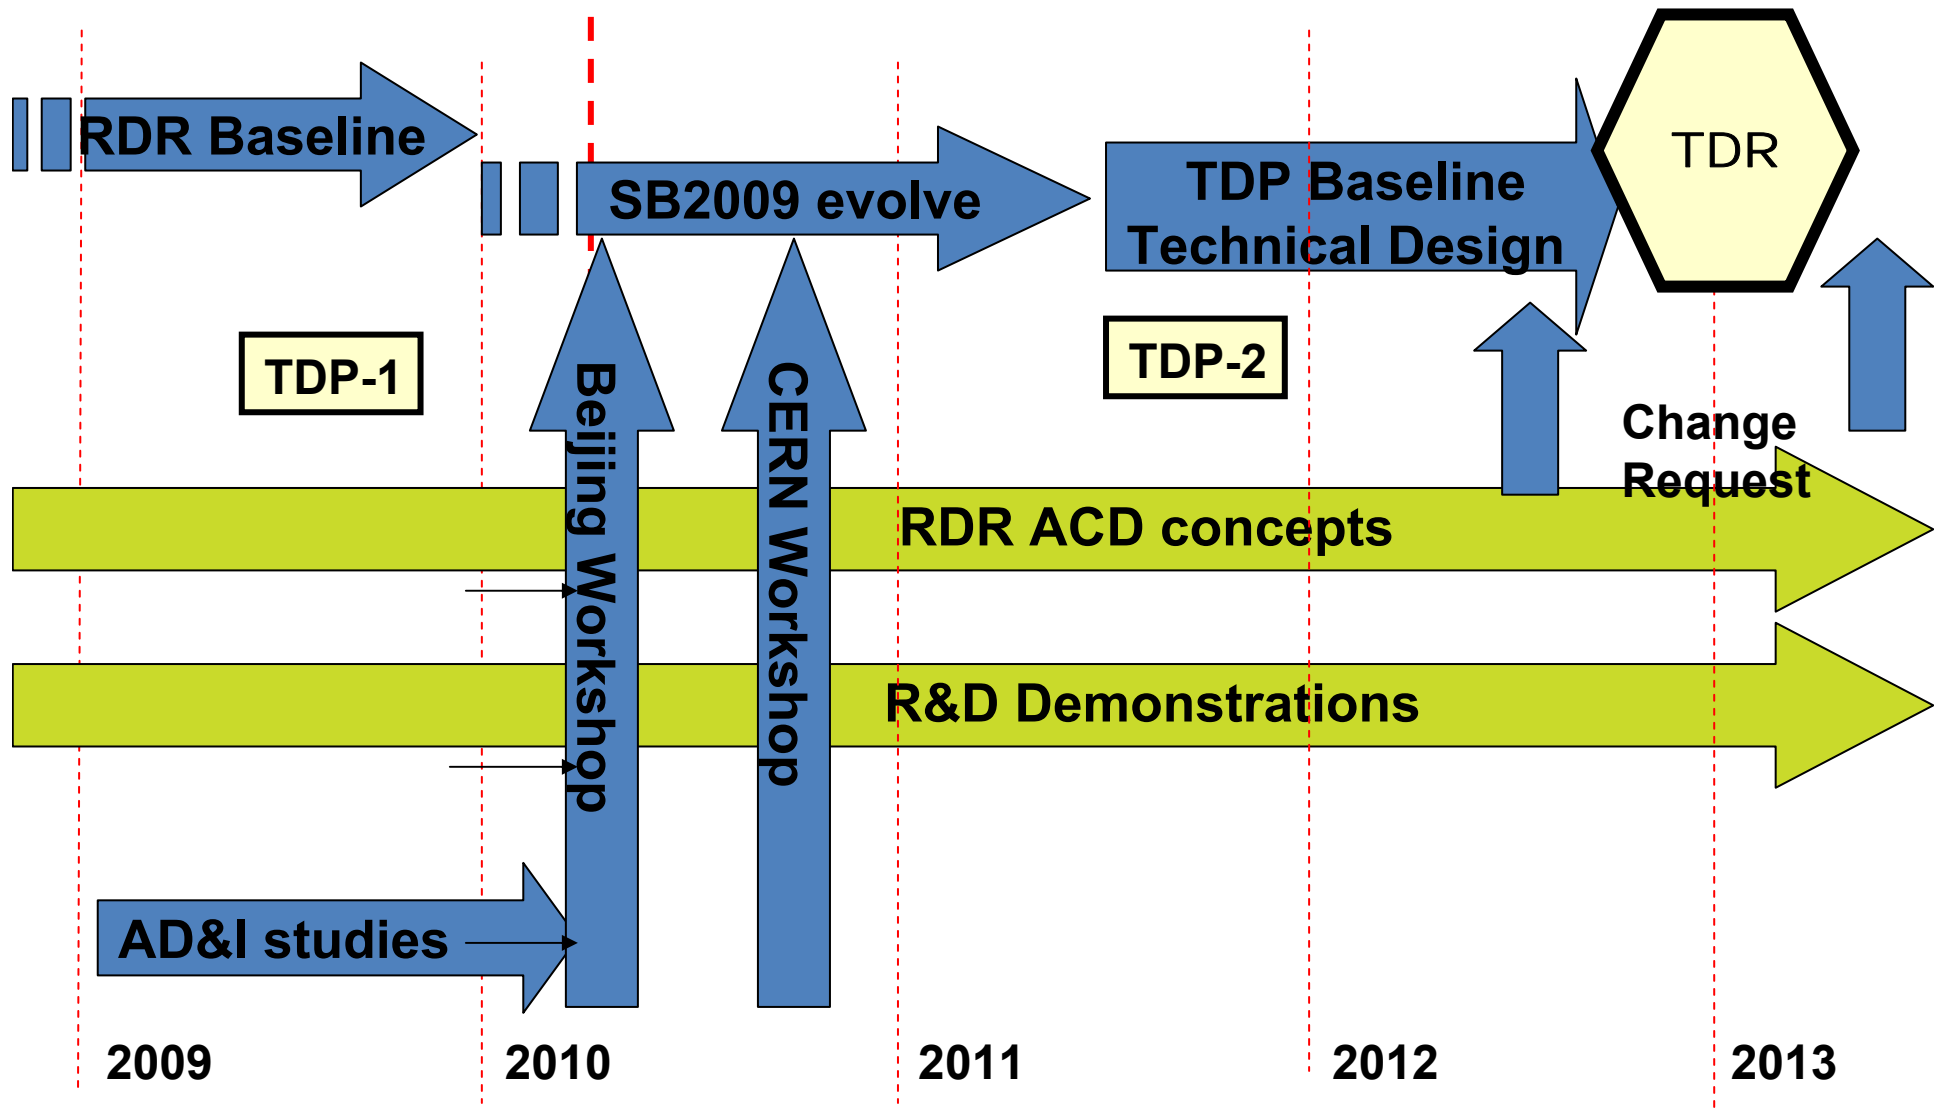 RDR Baseline
SB2009 evolve
TDP Baseline
Technical Design
TDR
TDP-1
TDP-2
Beijing Workshop
CERN Workshop
Change
Request
RDR ACD concepts
R&D Demonstrations
AD&I studies
2009
2010
2011
2012
2013